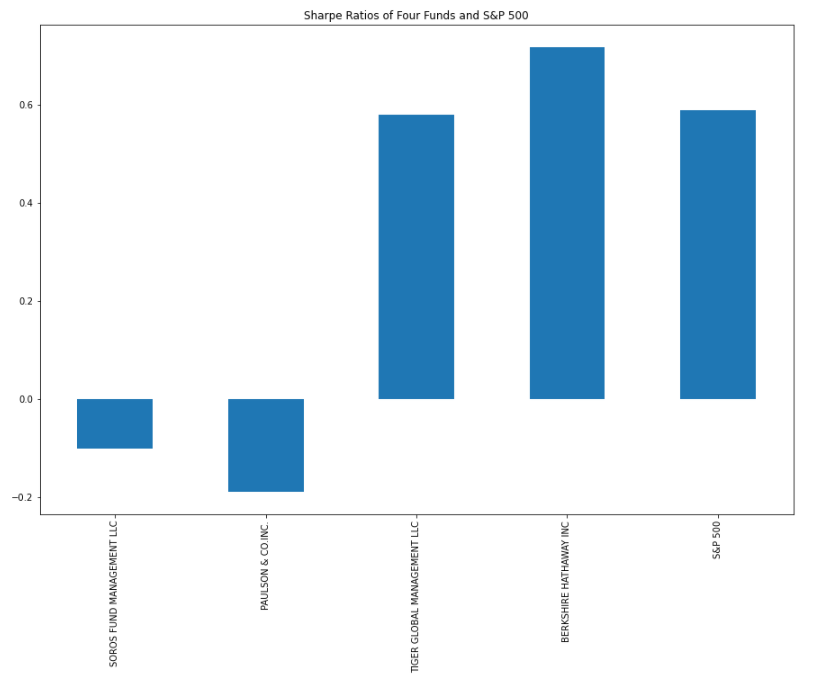 Sharpe Ratios of Four Funds and S&P 500
0.6
0.4
0.2
0.0
−0.2
SOROS FUND MANAGEMENT LLC
PAULSON & CO.INC.
TIGER GLOBAL MANAGEMENT LLC
BERKSHIRE HATHAWAY INC
S&P 500